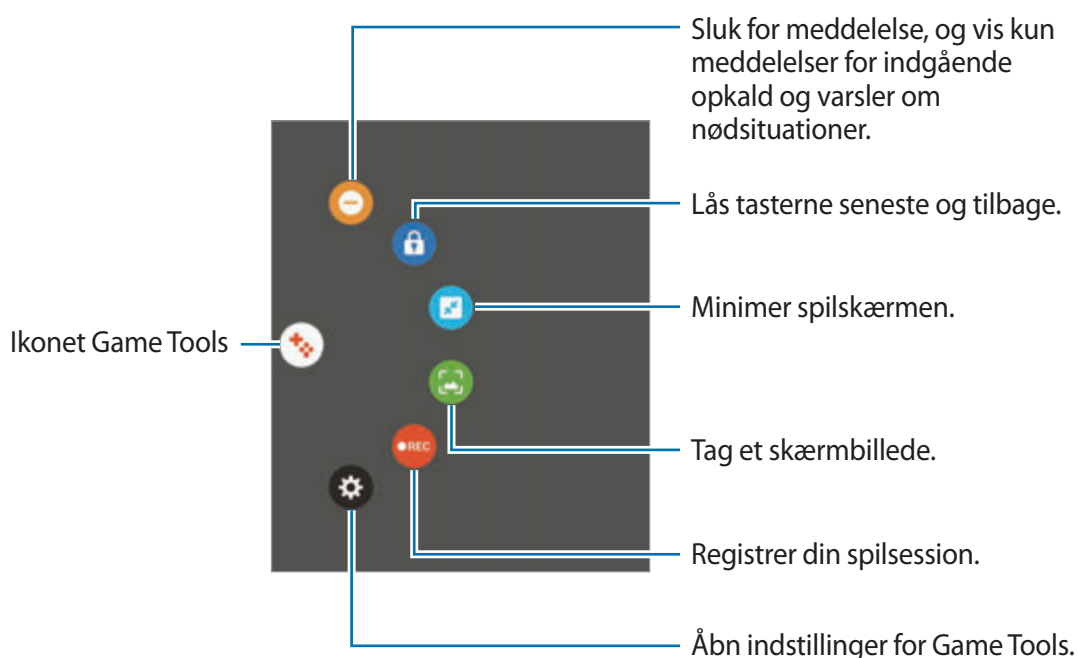 Sluk for meddelelse, og vis kun
meddelelser for indgående
opkald og varsler om
nødsituationer.
Lås tasterne seneste og tilbage.
Minimer spilskærmen.
Ikonet Game Tools
Tag et skærmbillede.
REC
Registrer din spilsession.
Åbn indstillinger for Game Tools.